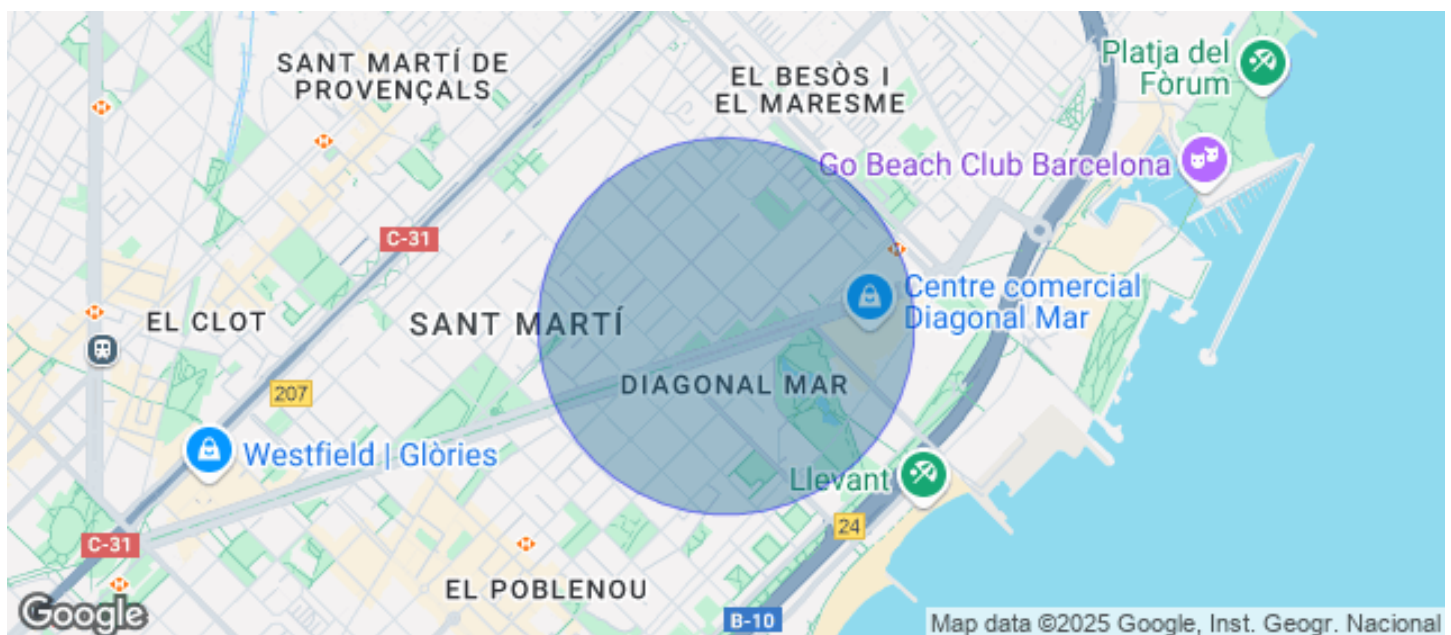 SANT MARTÍ DE
PROVENÇALS
EL BESÒS I
EL MARESME
Platja del
Fòrum
Go Beach Club Barcelona
C-31
Centre comercial
Diagonal Mar
EL CLOT
SANT MARTÍ
DIAGONAL MAR
207
Westfield | Glòries
Llevant
24
C-31
EL POBLENOU
B-10
Google
Map data ©2025 Google, Inst. Geogr. Nacional